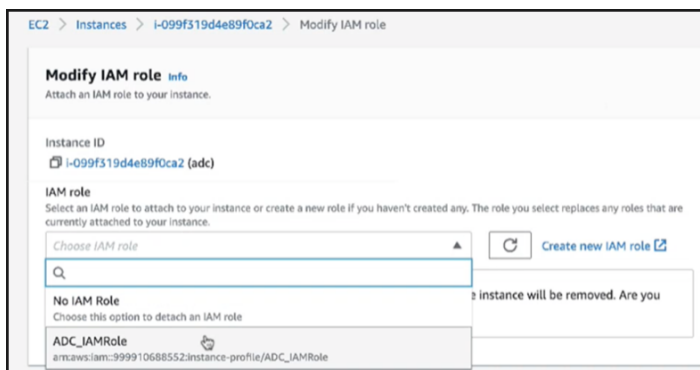 EC2 > Instances > i-099f319d4e89f0ca2 > Modify IAM role
Modify IAM role Info
Attach an IAM role to your instance.
Instance ID
i-099f319d4e89f0ca2 (adc)
IAM role
Select an IAM role to attach to your instance or create a new role if you haven't created any. The role you select replaces any roles that are
currently attached to your instance.
Choose IAM role
Create new IAM role
No IAM Role
Choose this option to detach an IAM role
instance will be removed. Are you
ADC_IAMRole
arn:aws:iam::999910688552:instance-profile/ADC_IAMRole